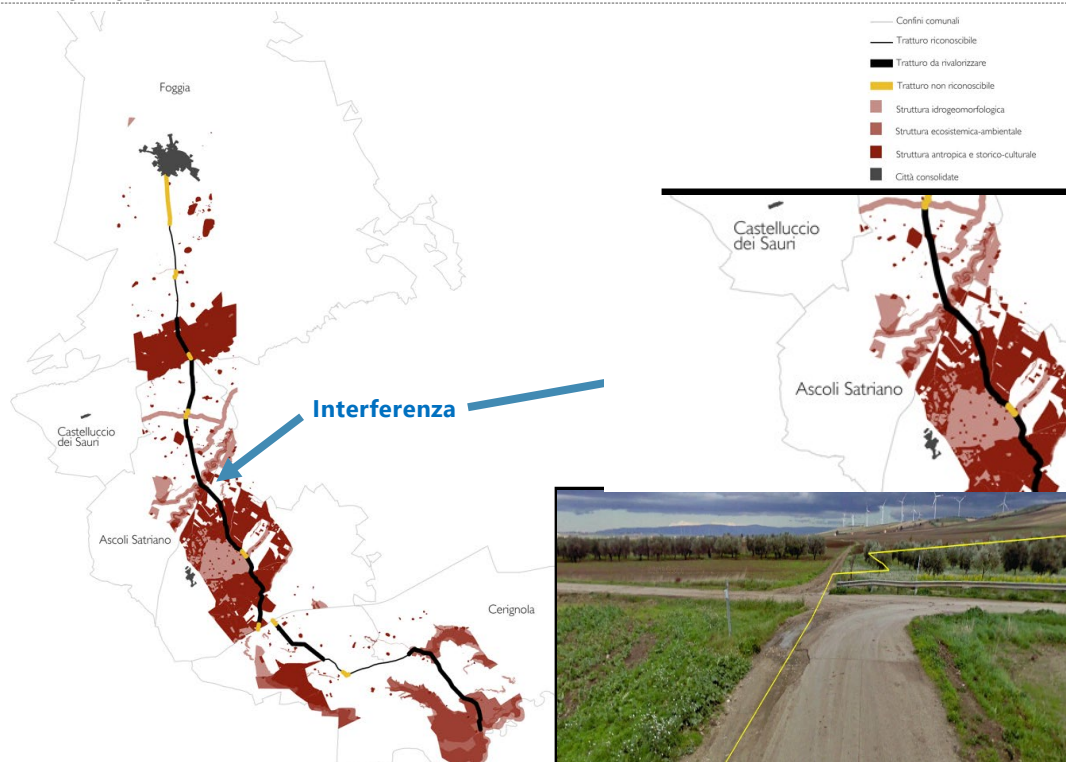 Confini comunali
Tratturo riconoscibile
Tratturo da rivalorizzare
Tratturo non riconoscibile
Struttura idrogeomorfologica
Struttura ecosistemica-ambientale
Struttura antropica e storico-culturale
Città consolidate
Foggia
Castelluccio
dei Sauri
Ascoli Satriano
Interferenza
Castelluccio
dei Sauri
Ascoli Satriano
Cerignola